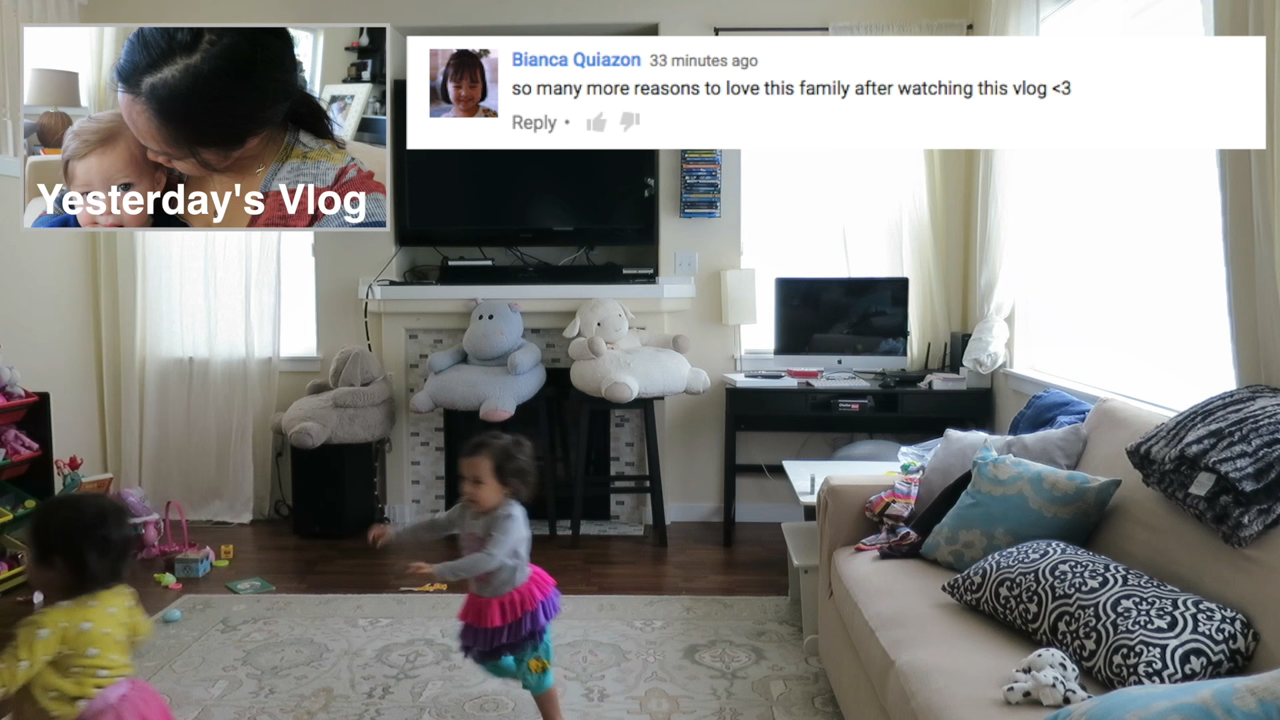 Bianca Quiazon 33 minutes ago
so many more reasons to love this family after watching this vlog <3
Reply •
Yesterday's Vlog